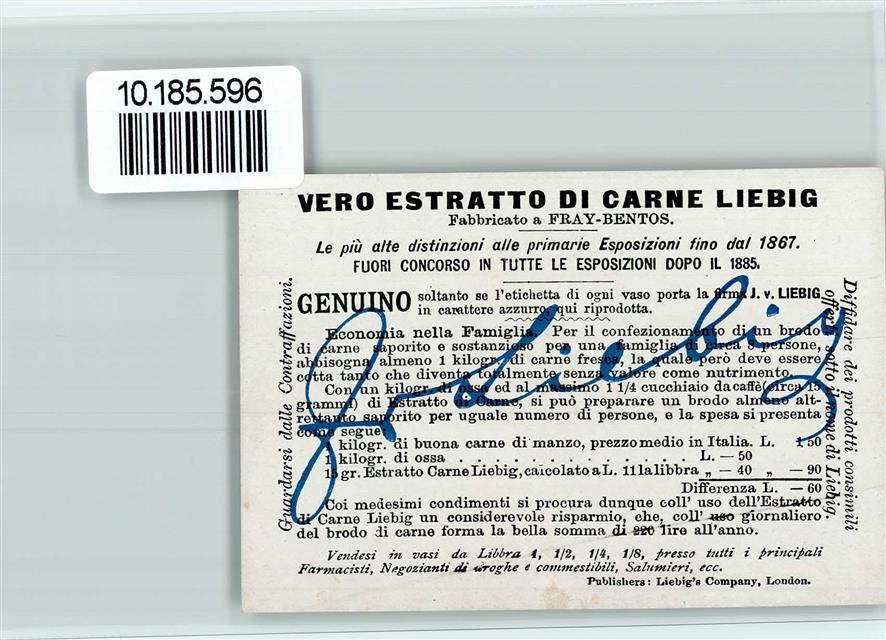 10.185.596
VERO ESTRATTO DI CARNE LIEBIG
Fabbricato a FRAY-BENTOS.
Le più alte distinzioni alle primarie Esposizioni fino dal 1867.
FUORI CONCORSO IN TUTTE LE ESPOSIZIONI DOPO IL 1885.
GENUINO soltanto se l'etichetta di ogni vaso porta la firma J. v. LIEBIG
in carattere azzurro, qui riprodotta.
Economia nella Famiglia. Per il confezionamento di un brodo
di carne saporito e sostanzioso per una famiglia di circa 8 persone,
abbisogna almeno 1 kilogr. di carne fresca, la quale però deve essere
cotta tanto che diventa totalmente senza valore come nutrimento.
Con un kilogr. di ossa ed al massimo 1 1/4 cucchiaio da caffè (circa 15
grammi) di Estratto di Carne, si può preparare un brodo almeno alt-
rettanto saporito per uguale numero di persone, e la spesa si presenta
come segue:
1 kilogr. di buona carne di manzo, prezzo medio in Italia. L. 1 50
1 kilogr. di ossa . . . . . . . . . . . . . . . . L. — 50
15 gr. Estratto Carne Liebig, calcolato a L. 11 la libbra „ — 40 „ — 90
Differenza L. — 60
Coi medesimi condimenti si procura dunque coll' uso dell'Estratto
di Carne Liebig un considerevole risparmio, che, coll' uso giornaliero
del brodo di carne forma la bella somma di 220 lire all'anno.
Vendesi in vasi da Libbra 1, 1/2, 1/4, 1/8, presso tutti i principali
Farmacisti, Negozianti di droghe e commestibili, Salumieri, ecc.
Publishers: Liebig's Company, London.
Guardarsi dalle Contraffazioni.
Diffidare dei prodotti consimili
offerti sotto il nome di Liebig.
J v Liebig